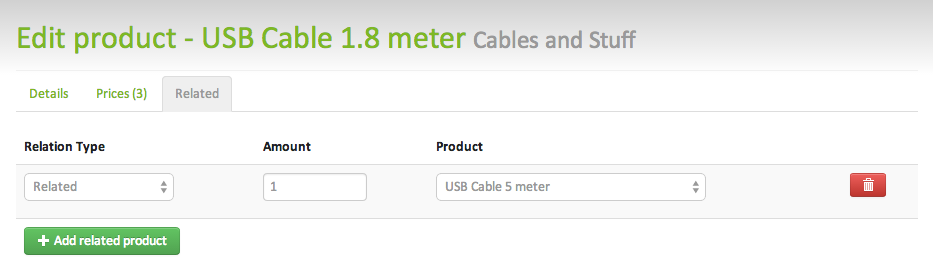 Edit product - USB Cable 1.8 meter Cables and Stuff
Details Prices (3) Related
Relation Type Amount Product
Related 1 USB Cable 5 meter
Add related product